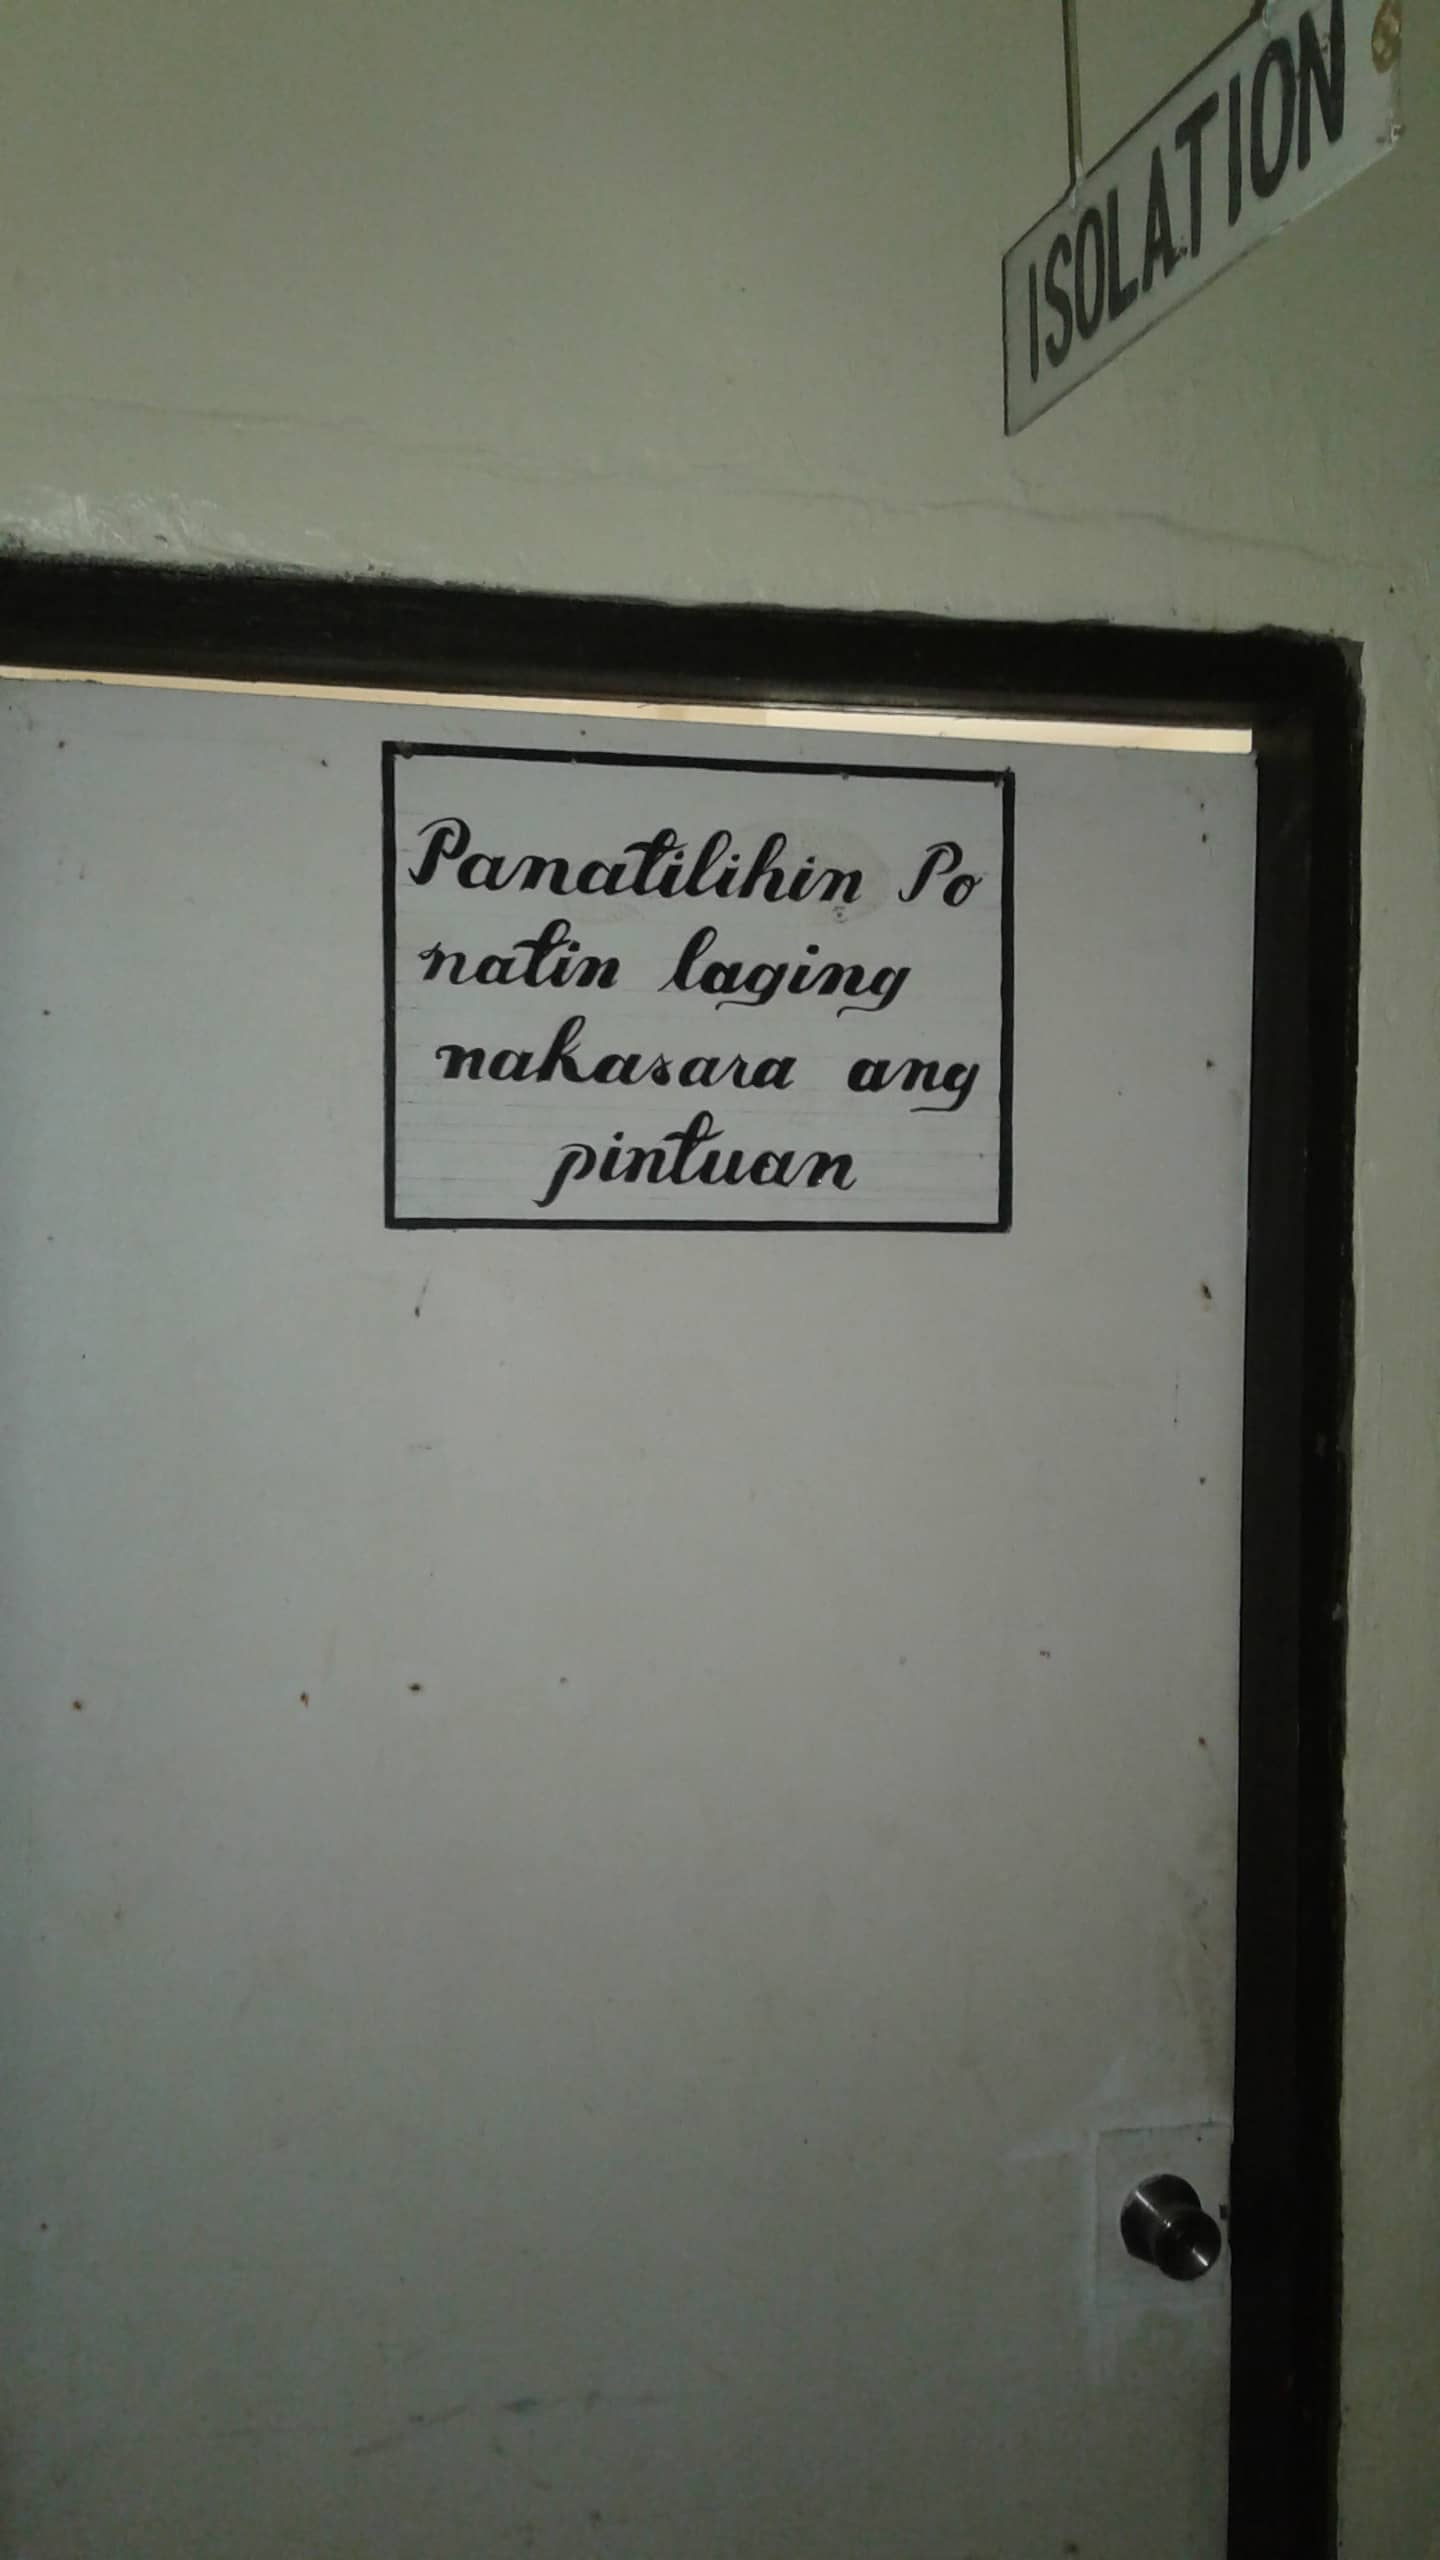 ISOLATION
Panatilihin Po
natin laging
nakasara ang
pintuan